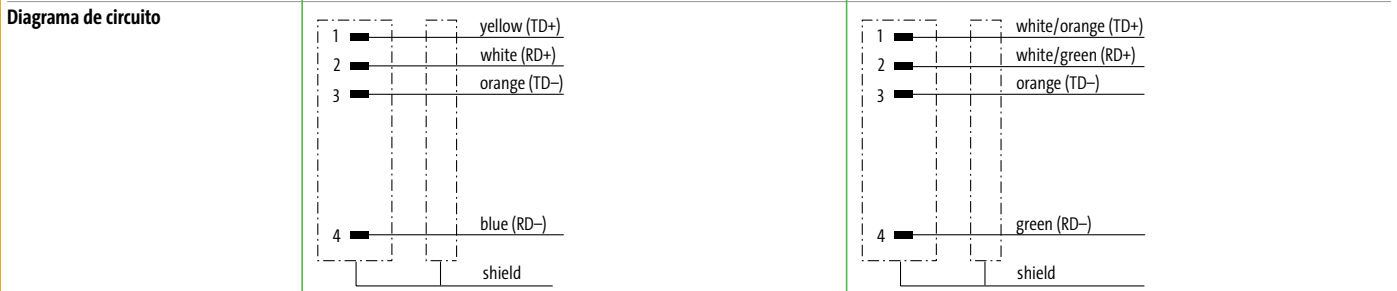 Diagrama de circuito
1 yellow (TD+)
2 white (RD+)
3 orange (TD–)
4 blue (RD–)
shield
1 white/orange (TD+)
2 white/green (RD+)
3 orange (TD–)
4 green (RD–)
shield